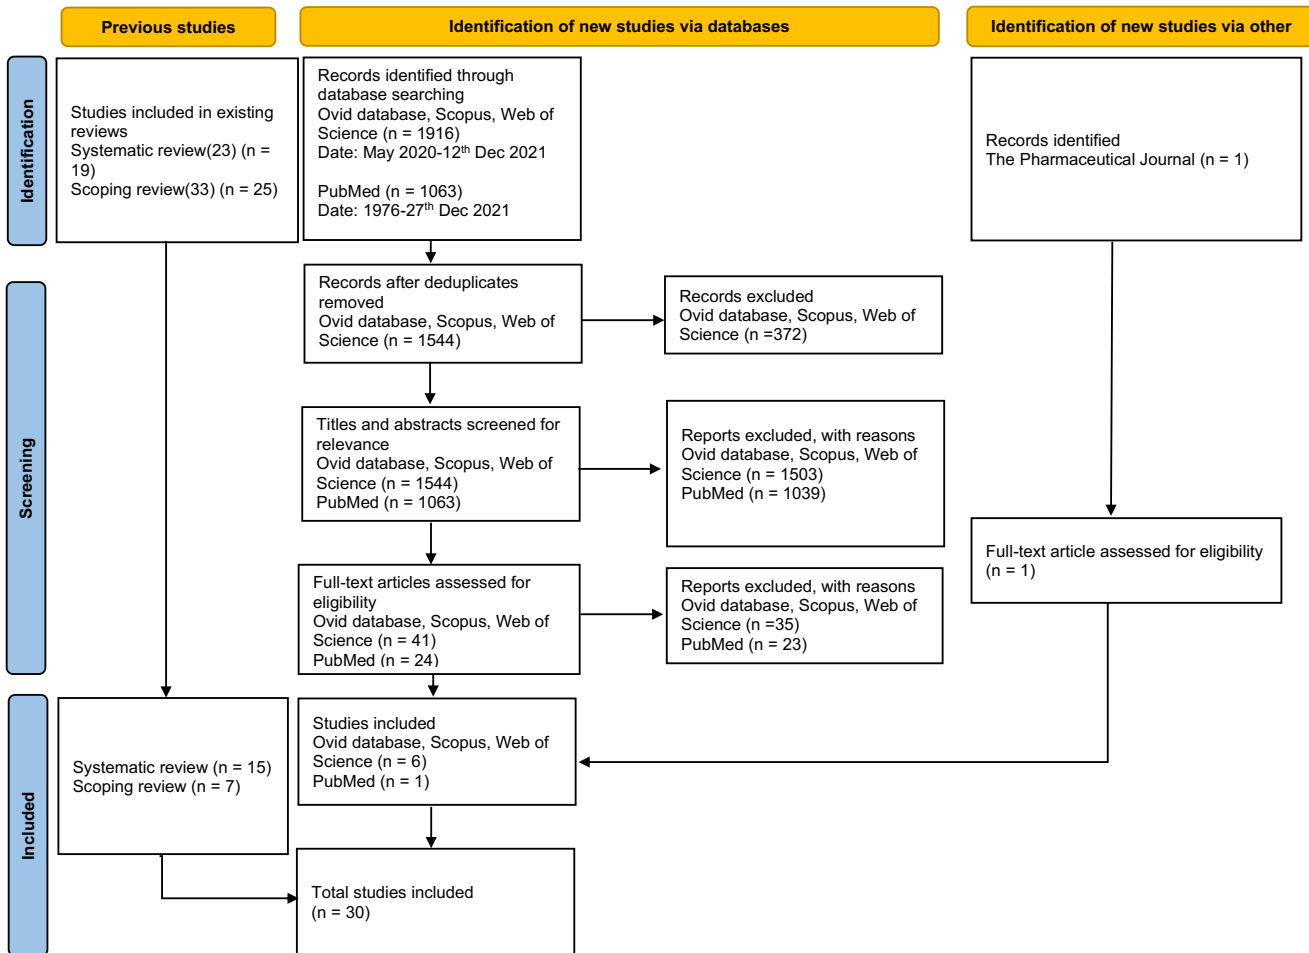 Previous studies
Identification of new studies via databases
Identification of new studies via other
Identification
Studies included in existing
reviews
Systematic review(23) (n =
19)
Scoping review(33) (n = 25)
Records identified through
database searching
Ovid database, Scopus, Web of
Science (n = 1916)
Date: May 2020-12th Dec 2021
PubMed (n = 1063)
Date: 1976-27th Dec 2021
Records identified
The Pharmaceutical Journal (n = 1)
Screening
Records after deduplicates
removed
Ovid database, Scopus, Web of
Science (n = 1544)
Records excluded
Ovid database, Scopus, Web of
Science (n =372)
Titles and abstracts screened for
relevance
Ovid database, Scopus, Web of
Science (n = 1544)
PubMed (n = 1063)
Reports excluded, with reasons
Ovid database, Scopus, Web of
Science (n = 1503)
PubMed (n = 1039)
Full-text article assessed for eligibility
(n = 1)
Full-text articles assessed for
eligibility
Ovid database, Scopus, Web of
Science (n = 41)
PubMed (n = 24)
Reports excluded, with reasons
Ovid database, Scopus, Web of
Science (n =35)
PubMed (n = 23)
Included
Systematic review (n = 15)
Scoping review (n = 7)
Studies included
Ovid database, Scopus, Web of
Science (n = 6)
PubMed (n = 1)
Total studies included
(n = 30)